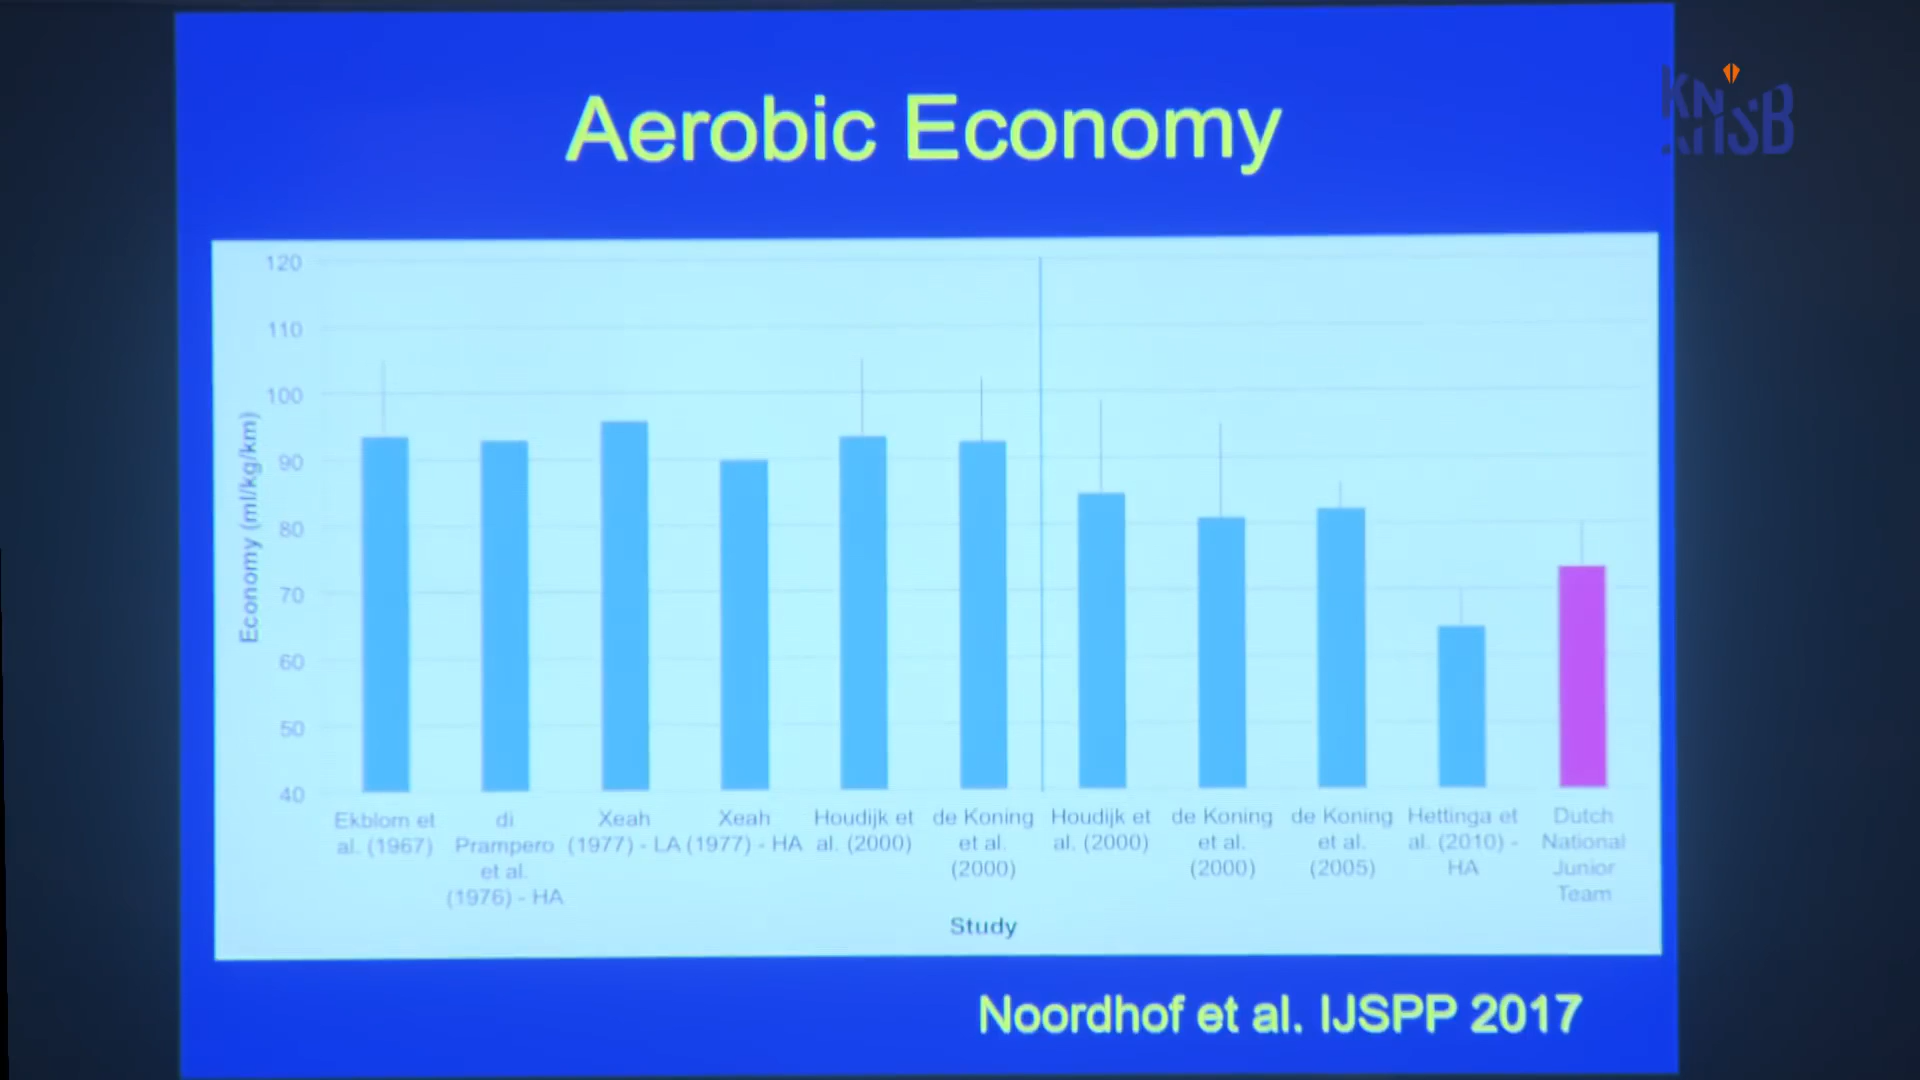 Aerobic Economy
KNSB
120
110
100
90
80
70
60
50
40
Economy (ml/kg/km)
Ekblom et
al. (1967)
di
Prampero
et al.
(1976) - HA
Xeah
(1977) - LA
Xeah
(1977) - HA
Houdijk et
al. (2000)
de Koning
et al.
(2000)
Houdijk et
al. (2000)
de Koning
et al.
(2000)
de Koning
et al.
(2005)
Hettinga et
al. (2010) -
HA
Dutch
National
Junior
Team
Study
Noordhof et al. IJSPP 2017